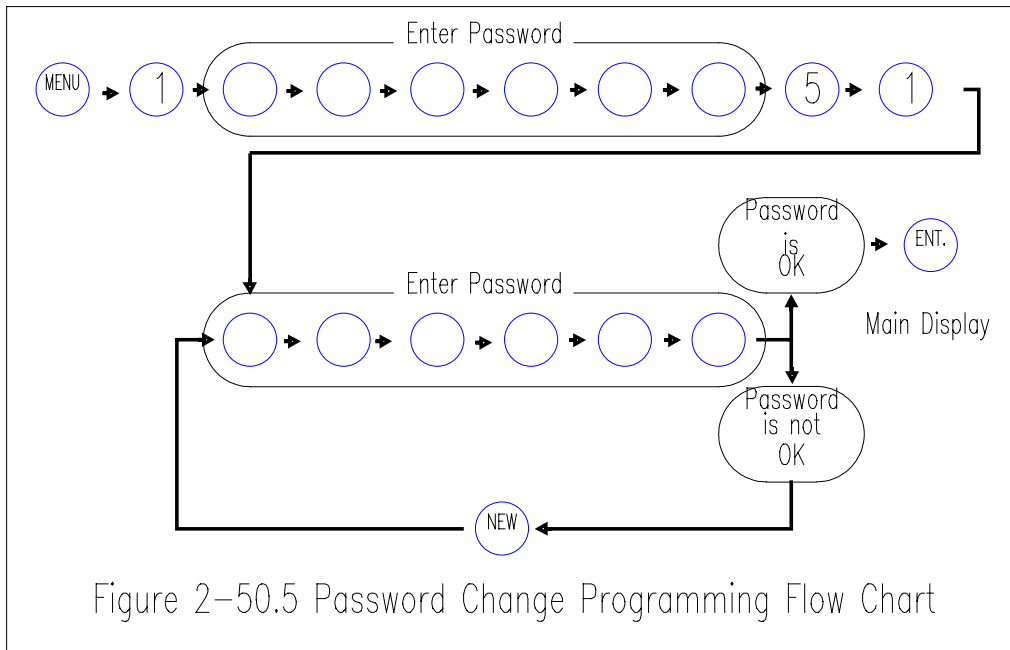 Enter Password
MENU 1 5 1
Password
is
OK
ENT.
Enter Password
Main Display
Password
is not
OK
NEW
Figure 2-50.5 Password Change Programming Flow Chart